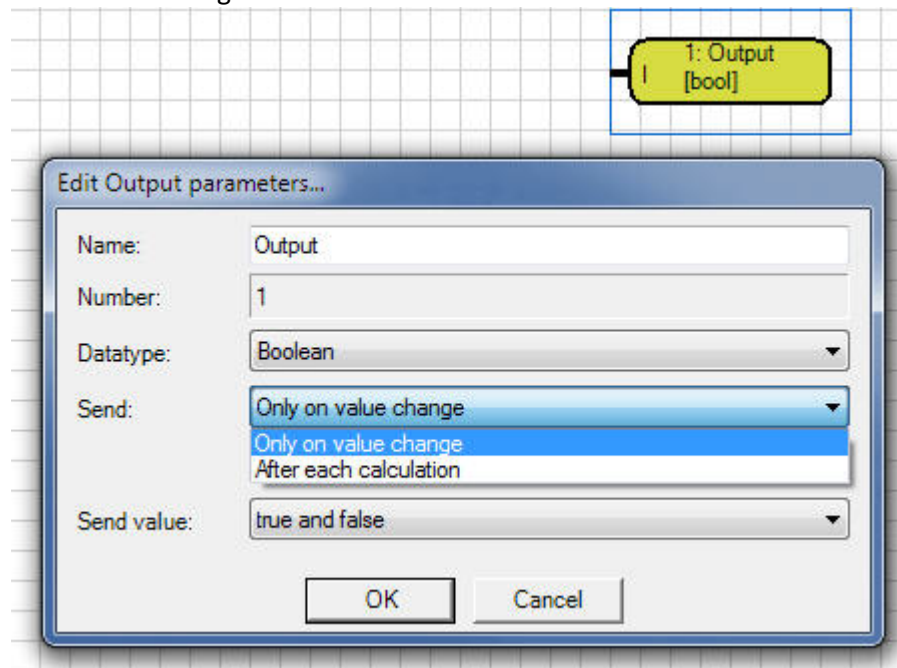 1: Output
I
[bool]
Edit Output parameters...
Name:
Output
Number:
1
Datatype:
Boolean
Send:
Only on value change
Only on value change
After each calculation
Send value:
true and false
OK
Cancel